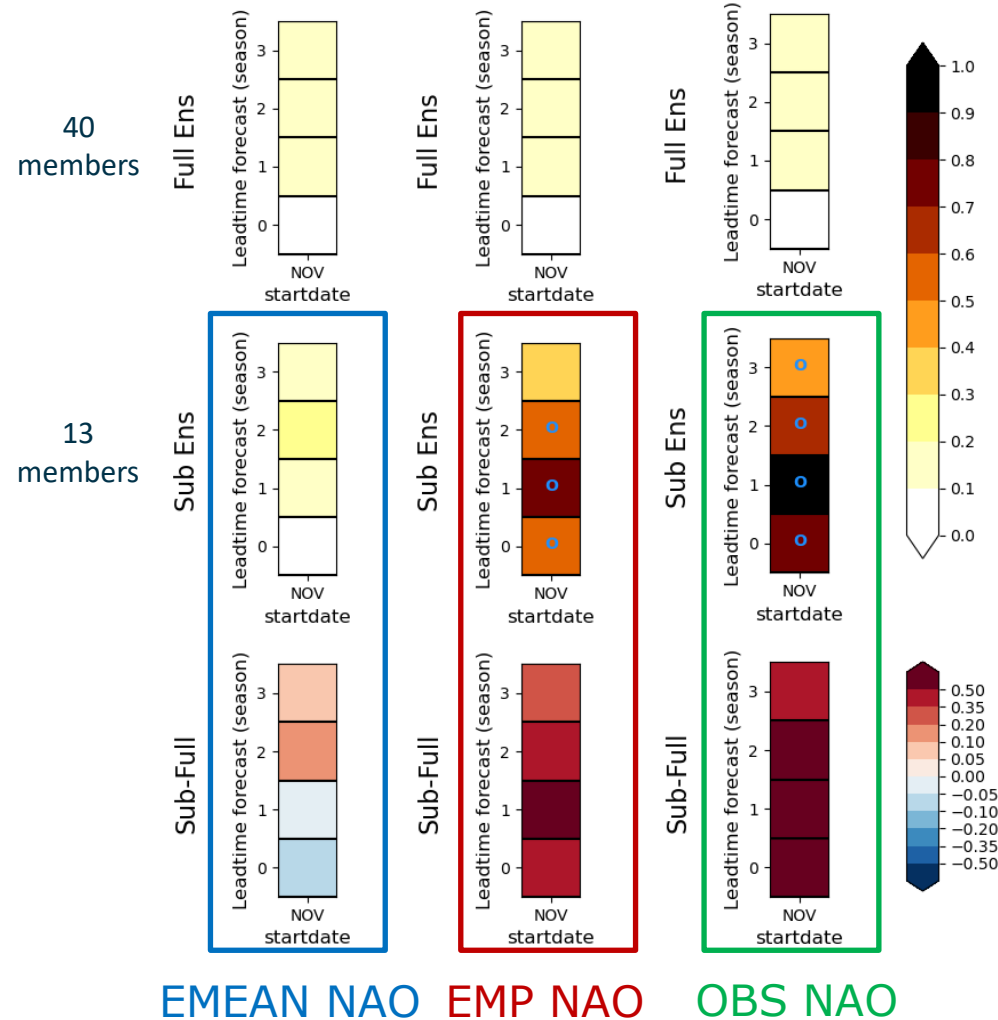 40
members
Full Ens
Leadtime forecast (season)
3
2
1
0
NOV
startdate
Full Ens
Leadtime forecast (season)
3
2
1
0
NOV
startdate
Full Ens
Leadtime forecast (season)
3
2
1
0
NOV
startdate
1.0
0.9
0.8
0.7
0.6
0.5
0.4
0.3
0.2
0.1
0.0
13
members
Sub Ens
Leadtime forecast (season)
3
2
1
0
NOV
startdate
Sub Ens
Leadtime forecast (season)
3
2
1
0
O
O
O
NOV
startdate
Sub Ens
Leadtime forecast (season)
3
2
1
0
O
O
O
O
NOV
startdate
Sub-Full
Leadtime forecast (season)
3
2
1
0
NOV
startdate
Sub-Full
Leadtime forecast (season)
3
2
1
0
NOV
startdate
Sub-Full
Leadtime forecast (season)
3
2
1
0
NOV
startdate
0.50
0.35
0.20
0.10
0.05
0.00
−0.05
−0.10
−0.20
−0.35
−0.50
EMEAN NAO
EMP NAO
OBS NAO